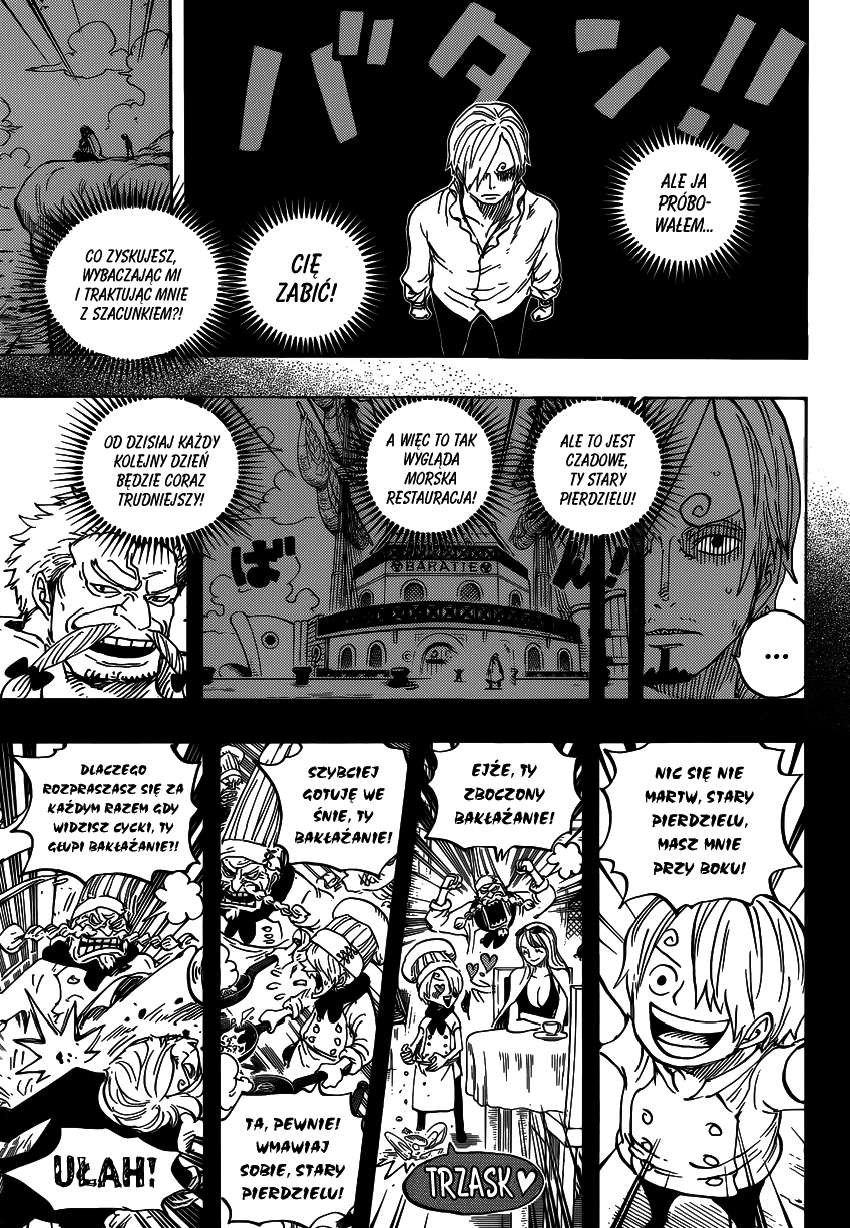 バタン!!
ALE JA
PRÓBO-
WAŁEM...
CIĘ
ZABIĆ!
CO ZYSKUJESZ,
WYBACZAJĄC MI
I TRAKTUJĄC MNIE
Z SZACUNKIEM?!
ALE TO JEST
CZADOWE,
TY STARY
PIERDZIELU!
...
A WIĘC TO TAK
WYGLĄDA
MORSKA
RESTAURACJA!
BARATIE
ばん!
OD DZISIAJ KAŻDY
KOLEJNY DZIEŃ
BĘDZIE CORAZ
TRUDNIEJSZY!
NIC SIĘ NIE
MARTW, STARY
PIERDZIELU,
MASZ MNIE
PRZY BOKU!
EJŻE, TY
ZBOCZONY
BAKŁAŻANIE!
TRZASK♥
SZYBCIEJ
GOTUJĘ WE
ŚNIE, TY
BAKŁAŻANIE!
TA, PEWNIE!
WMAWIAJ
SOBIE, STARY
PIERDZIELU!
DLACZEGO
ROZPRASZASZ SIĘ ZA
KAŻDYM RAZEM GDY
WIDZISZ CYCKI, TY
GŁUPI BAKŁAŻANIE?!
UŁAH!